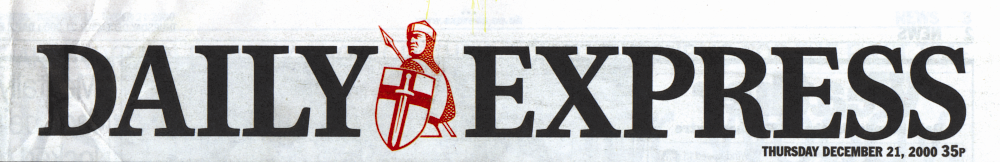 DAILY EXPRESS
THURSDAY DECEMBER 21, 2000 35P